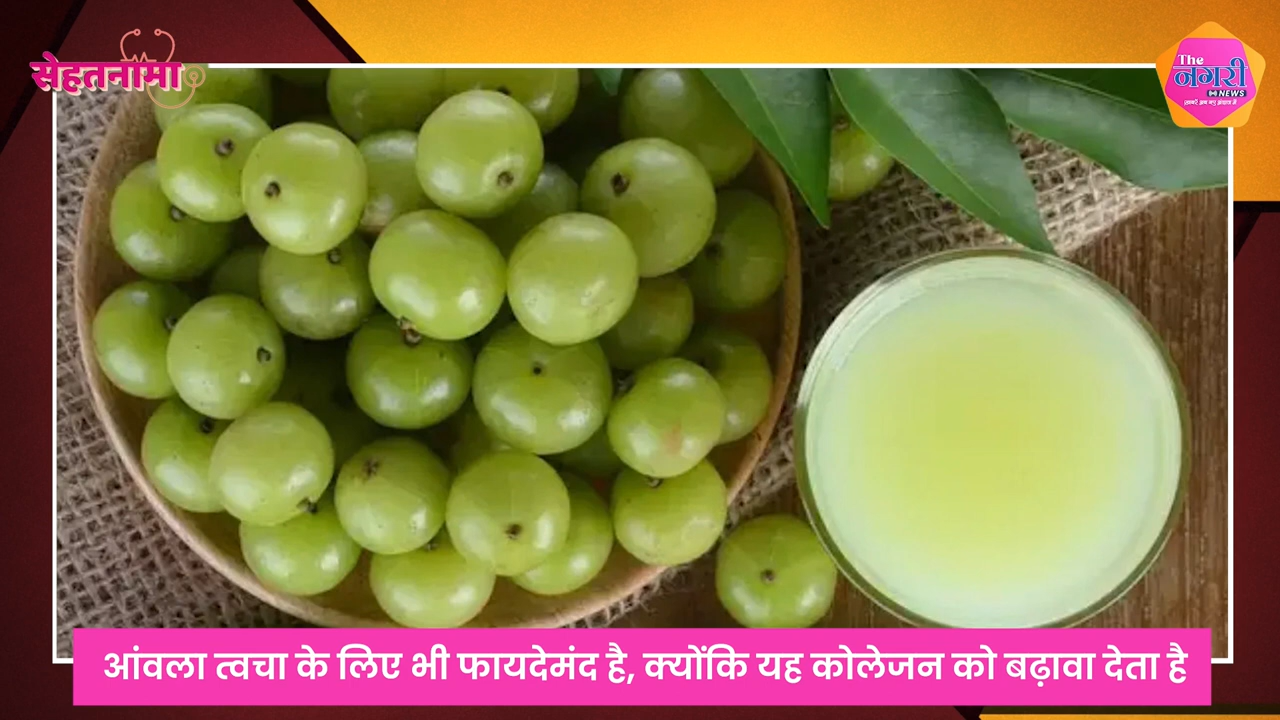 सेहतनामा
The
नगरी
NEWS
आंवला त्वचा के लिए भी फायदेमंद है, क्योंकि यह कोलेजन को बढ़ावा देता है